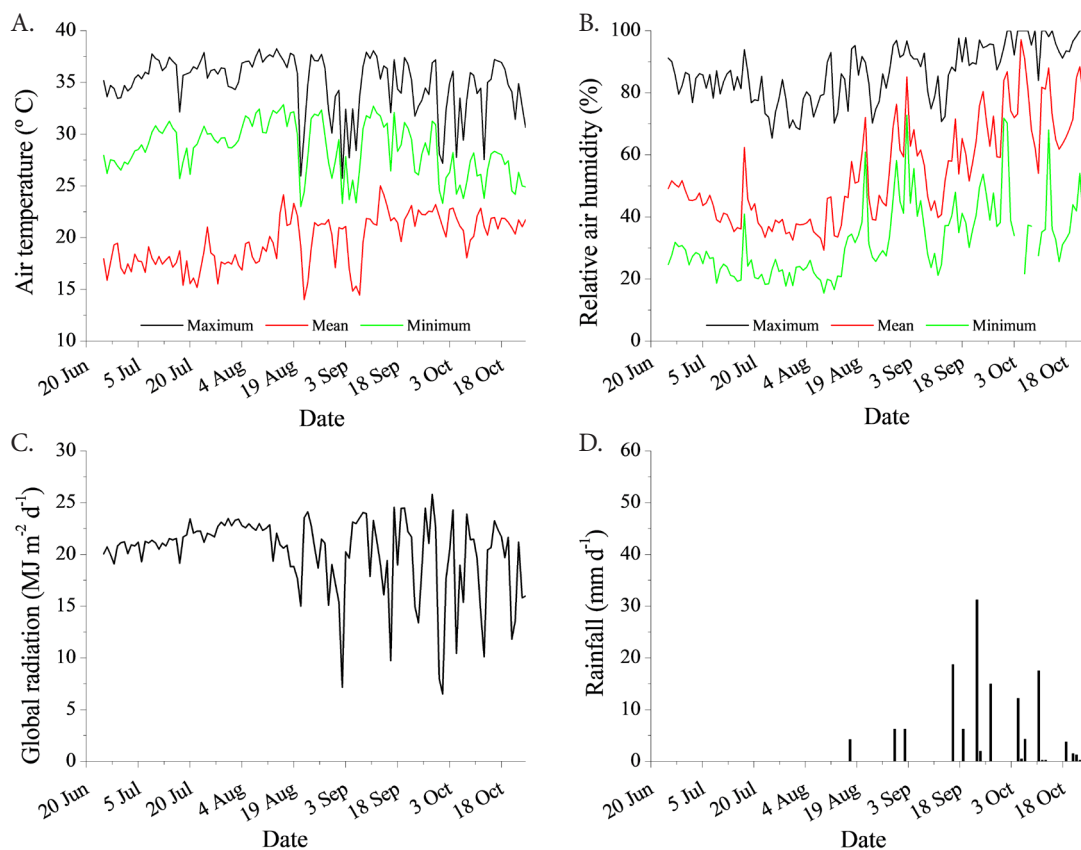 A.
Air temperature (º C)
40
35
30
25
20
15
10
Maximum Mean Minimum
20 Jun 5 Jul 20 Jul 4 Aug 19 Aug 3 Sep 18 Sep 3 Oct 18 Oct
Date
B.
Relative air humidity (%)
100
80
60
40
20
0
Maximum Mean Minimum
20 Jun 5 Jul 20 Jul 4 Aug 19 Aug 3 Sep 18 Sep 3 Oct 18 Oct
Date
C.
Global radiation (MJ m-2 d-1)
30
25
20
15
10
5
0
20 Jun 5 Jul 20 Jul 4 Aug 19 Aug 3 Sep 18 Sep 3 Oct 18 Oct
Date
D.
Rainfall (mm d-1)
60
50
40
30
20
10
0
20 Jun 5 Jul 20 Jul 4 Aug 19 Aug 3 Sep 18 Sep 3 Oct 18 Oct
Date